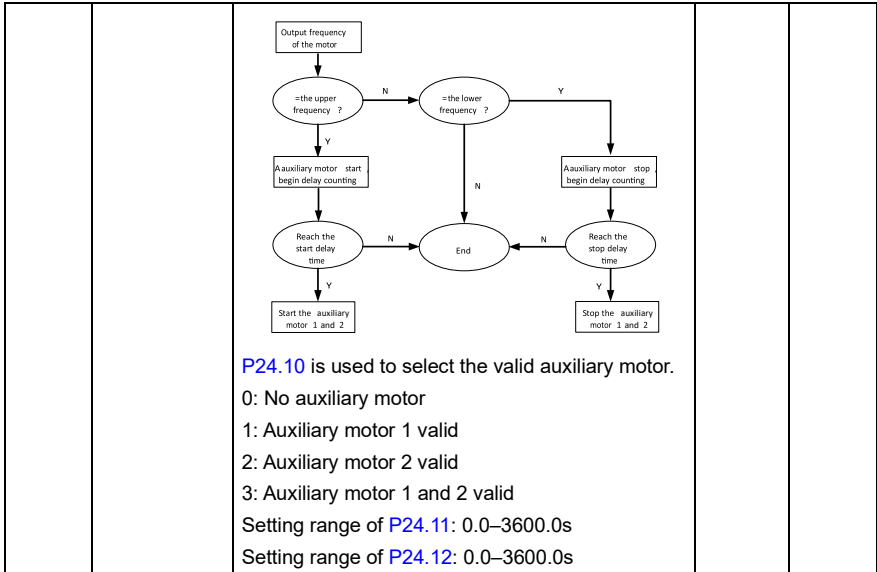 Output frequency
of the motor
=the upper
frequency ?
N
=the lower
frequency ?
Y
Y
Aauxiliary motor start ,
begin delay counting
N
Aauxiliary motor stop ,
begin delay counting
Reach the
start delay
time
N
End
N
Reach the
stop delay
time
Y
Y
Start the auxiliary
motor 1 and 2
Stop the auxiliary
motor 1 and 2
P24.10 is used to select the valid auxiliary motor.
0: No auxiliary motor
1: Auxiliary motor 1 valid
2: Auxiliary motor 2 valid
3: Auxiliary motor 1 and 2 valid
Setting range of P24.11: 0.0–3600.0s
Setting range of P24.12: 0.0–3600.0s